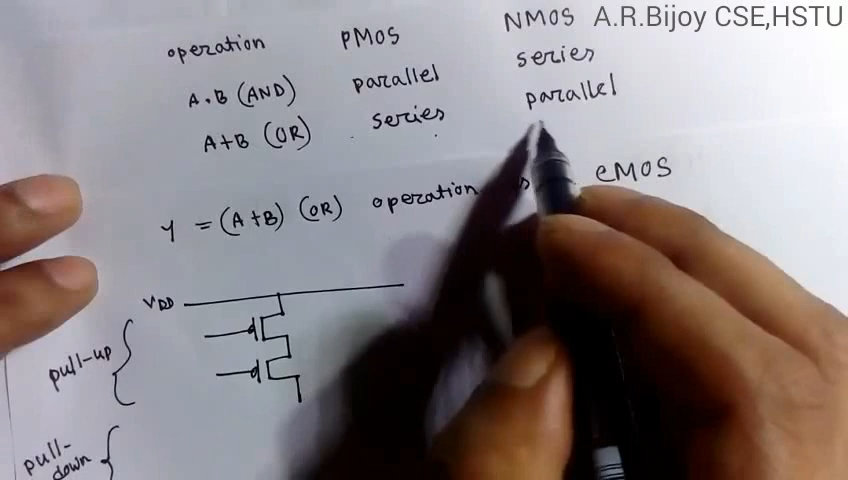 A.R.Bijoy CSE,HSTU
operation PMOS NMOS
A.B (AND) parallel series
A+B (OR) series parallel
Y = (A+B) (OR) operation CMOS
VDD
pull-up
pull-
down